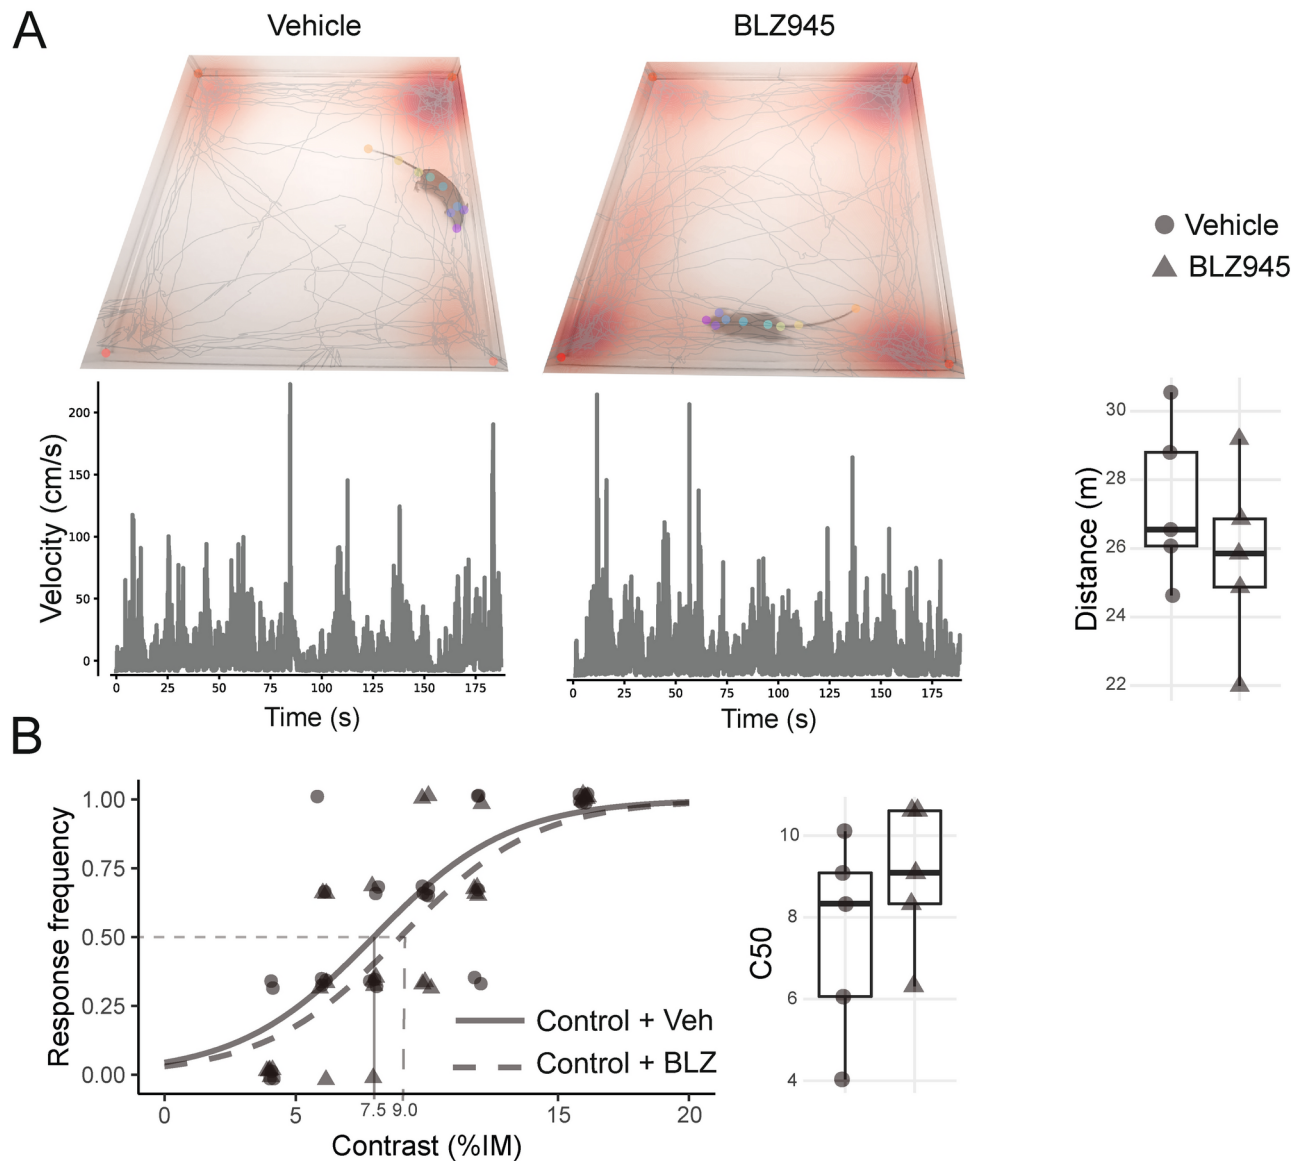 A
Vehicle
BLZ945
Vehicle
BLZ945
Velocity (cm/s)
200
150
100
50
0
0 25 50 75 100 125 150 175
Time (s)
0 25 50 75 100 125 150 175
Time (s)
Distance (m)
30
28
26
24
22
B
Response frequency
1.00
0.75
0.50
0.25
0.00
Control + Veh
Control + BLZ
0 5 7.5 9.0 15 20
Contrast (%IM)
C50
10
8
6
4